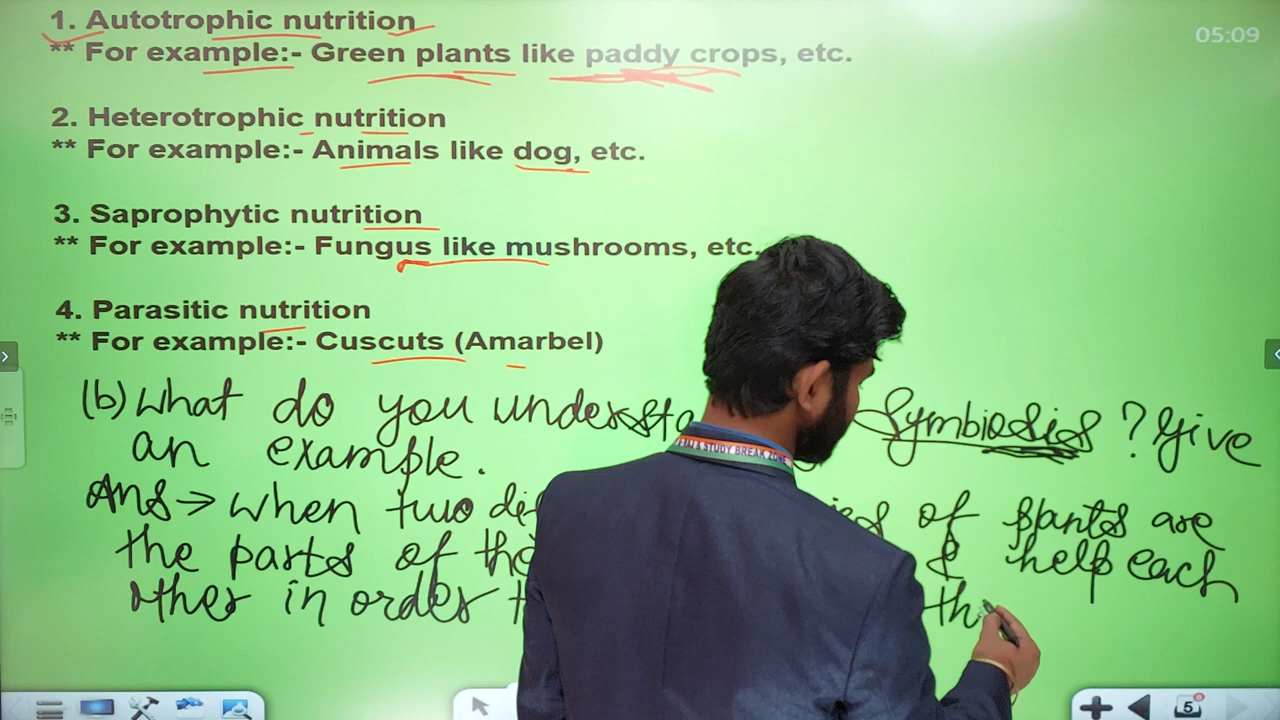 1. Autotrophic nutrition
05:09
** For example:- Green plants like paddy crops, etc.
2. Heterotrophic nutrition
** For example:- Animals like dog, etc.
3. Saprophytic nutrition
** For example:- Fungus like mushrooms, etc.
4. Parasitic nutrition
** For example:- Cuscuts (Amarbel)
(b) What do you Symbiosis ? Give
an example.
STUDY BREAK ZONE
Ans → When two of plants are
the parts of & help each
other in order
5